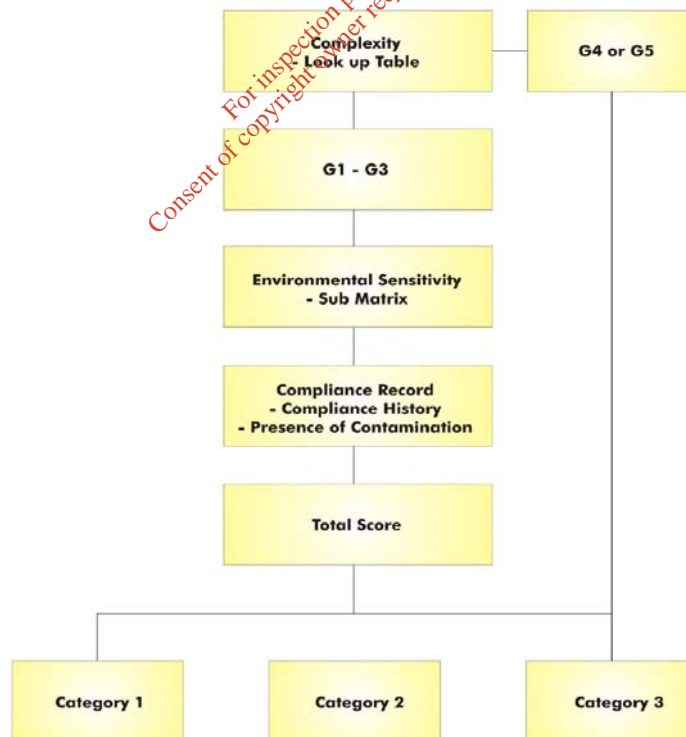 Complexity
- Look up Table
G4 or G5
For inspection p
Consent of copyright owner req
G1 - G3
Environmental Sensitivity
- Sub Matrix
Compliance Record
- Compliance History
- Presence of Contamination
Total Score
Category 1
Category 2
Category 3